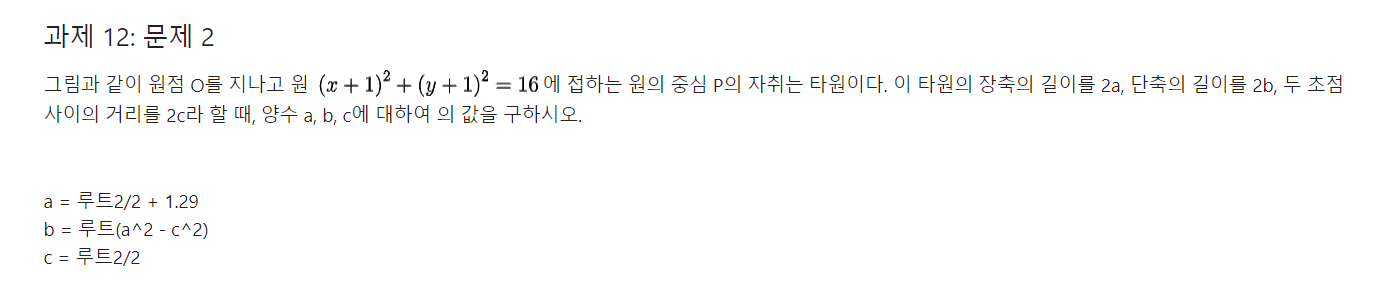 과제 12: 문제 2
그림과 같이 원점 O를 지나고 원 (x+1)²+(y+1)²=16에 접하는 원의 중심 P의 자취는 타원이다. 이 타원의 장축의 길이를 2a, 단축의 길이를 2b, 두 초점
사이의 거리를 2c라 할 때, 양수 a, b, c에 대하여 의 값을 구하시오.
a = 루트2/2 + 1.29
b = 루트(a^2 - c^2)
c = 루트2/2